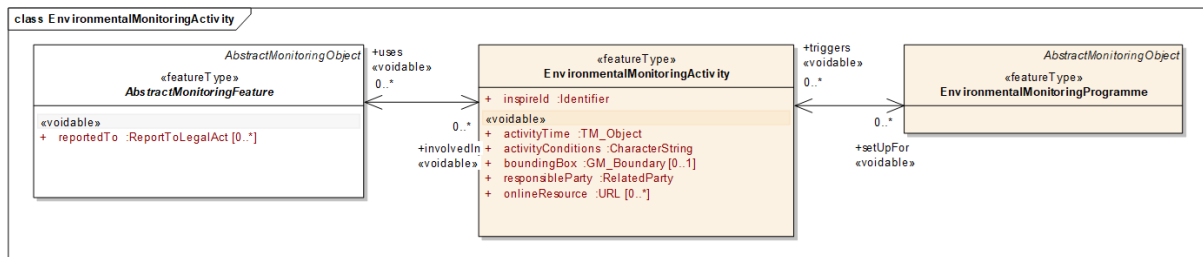 class EnvironmentalMonitoringActivity
AbstractMonitoringObject
«featureType»
AbstractMonitoringFeature
«voidable»
+ reportedTo :ReportToLegalAct [0..*]
+uses
«voidable»
0..*
0..*
+involvedIn
«voidable»
«featureType»
EnvironmentalMonitoringActivity
+ inspireId :Identifier
«voidable»
+ activityTime :TM_Object
+ activityConditions :CharacterString
+ boundingBox :GM_Boundary [0..1]
+ responsibleParty :RelatedParty
+ onlineResource :URL [0..*]
+triggers
«voidable»
0..*
0..*
+setUpFor
«voidable»
AbstractMonitoringObject
«featureType»
EnvironmentalMonitoringProgramme